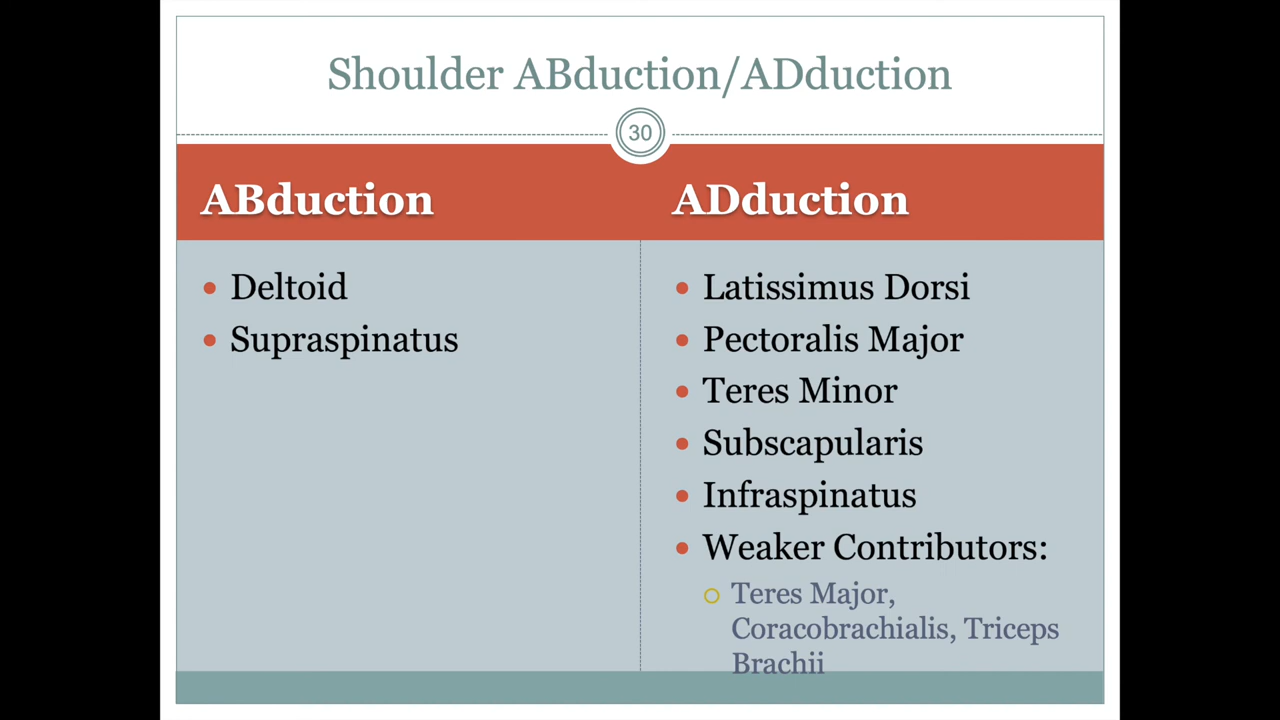 Shoulder ABduction/ADduction
30
ABduction
Deltoid
Supraspinatus
ADduction
Latissimus Dorsi
Pectoralis Major
Teres Minor
Subscapularis
Infraspinatus
Weaker Contributors:
Teres Major,
Coracobrachialis, Triceps
Brachii